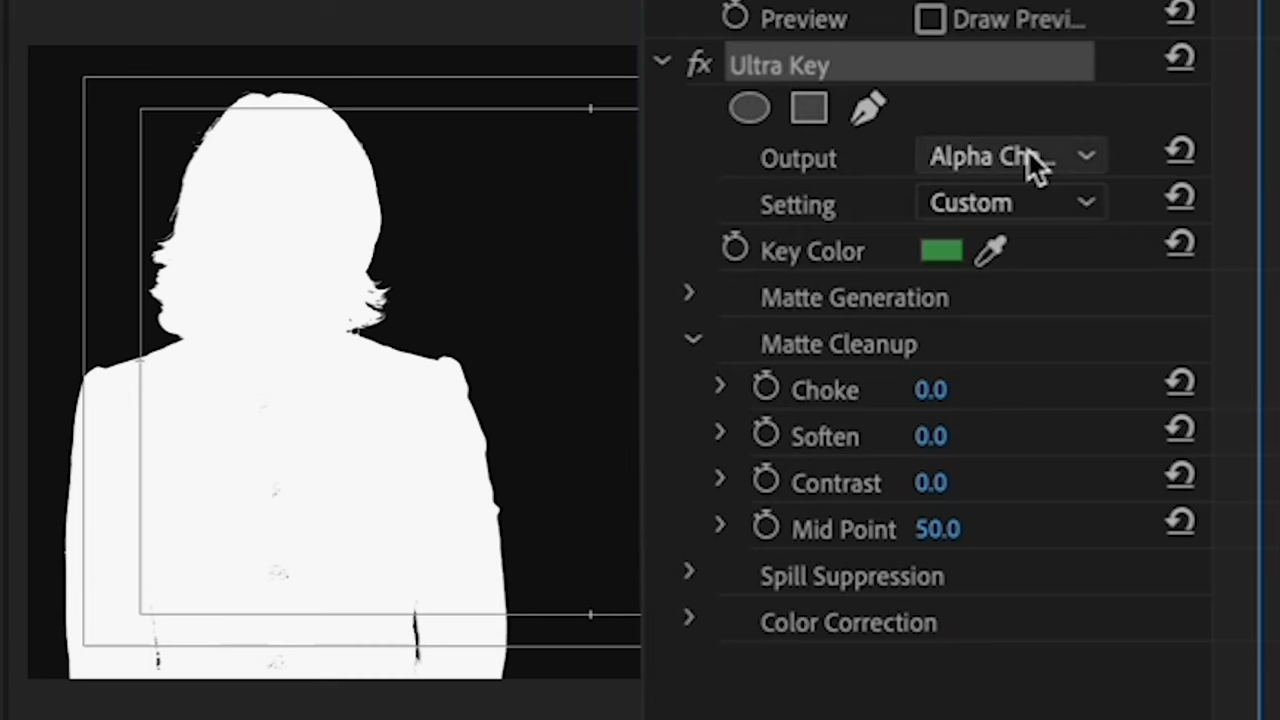 Preview Draw Previ...
fx Ultra Key
Output Alpha Ch...
Setting Custom
Key Color
Matte Generation
Matte Cleanup
Choke 0.0
Soften 0.0
Contrast 0.0
Mid Point 50.0
Spill Suppression
Color Correction